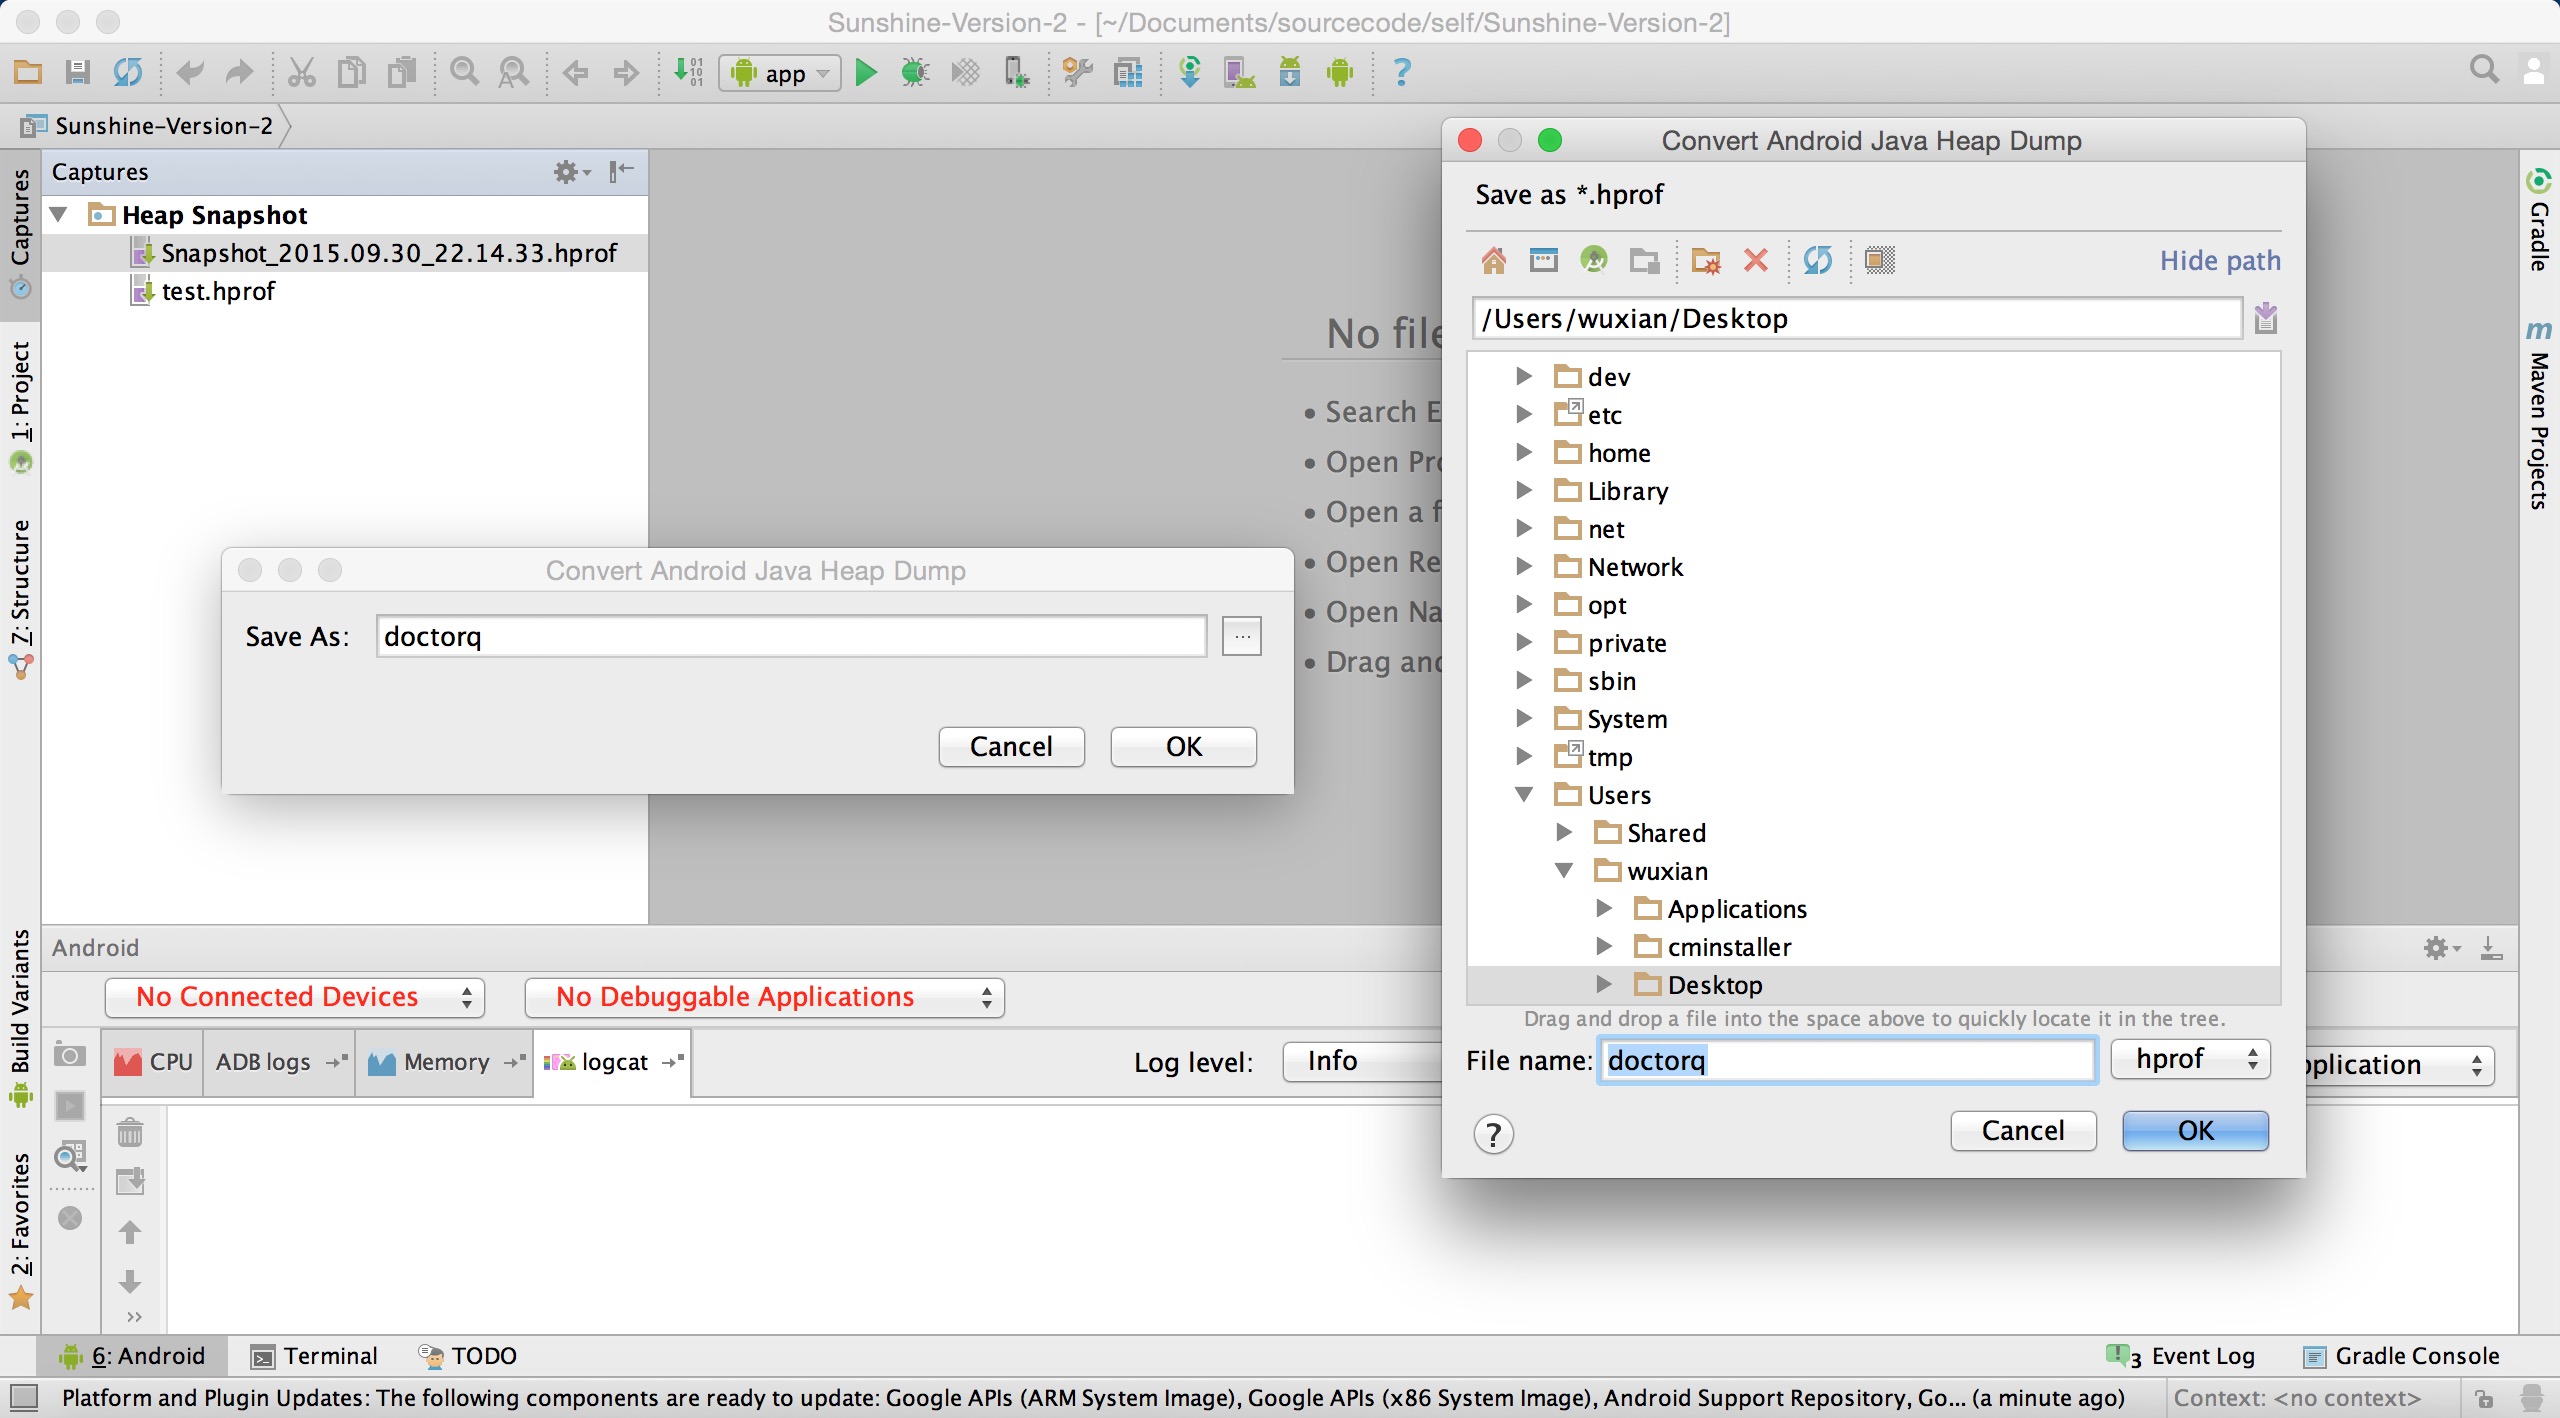 Sunshine-Version-2 - [~/Documents/sourcecode/self/Sunshine-Version-2]
app
Sunshine-Version-2
Captures
Captures
Heap Snapshot
Snapshot_2015.09.30_22.14.33.hprof
test.hprof
1: Project
7: Structure
Build Variants
2: Favorites
No file
• Search E
• Open Pro
• Open a f
• Open Re
• Open Na
• Drag and
Convert Android Java Heap Dump
Save As:
doctorq
...
Cancel
OK
Convert Android Java Heap Dump
Save as *.hprof
Hide path
/Users/wuxian/Desktop
dev
etc
home
Library
net
Network
opt
private
sbin
System
tmp
Users
Shared
wuxian
Applications
cminstaller
Desktop
Drag and drop a file into the space above to quickly locate it in the tree.
File name:
doctorq
hprof
?
Cancel
OK
Gradle
Maven Projects
Android
No Connected Devices
No Debuggable Applications
CPU
ADB logs
Memory
logcat
Log level:
Info
pplication
6: Android
Terminal
TODO
3 Event Log
Gradle Console
Platform and Plugin Updates: The following components are ready to update: Google APIs (ARM System Image), Google APIs (x86 System Image), Android Support Repository, Go... (a minute ago)
Context: <no context>